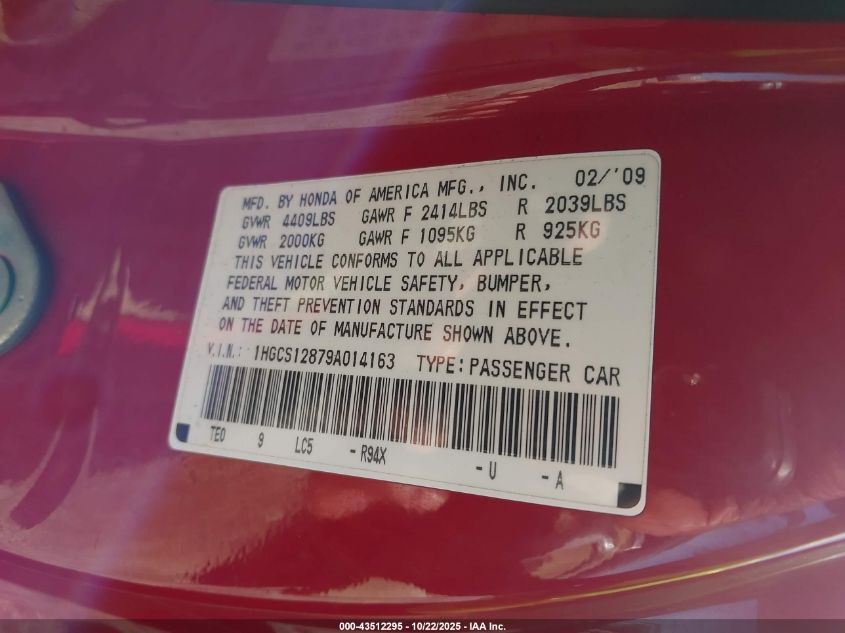 MFD. BY HONDA OF AMERICA MFG., INC. 02/'09
GVWR 4409LBS GAWR F 2414LBS R 2039LBS
GVWR 2000KG GAWR F 1095KG R 925KG
THIS VEHICLE CONFORMS TO ALL APPLICABLE
FEDERAL MOTOR VEHICLE SAFETY, BUMPER,
AND THEFT PREVENTION STANDARDS IN EFFECT
ON THE DATE OF MANUFACTURE SHOWN ABOVE.
V.I.N.: 1HGCS12879A014163 TYPE:PASSENGER CAR
TE0 9 LC5 -R94X -U -A
000-43512295 - 10/22/2025 - IAA Inc.